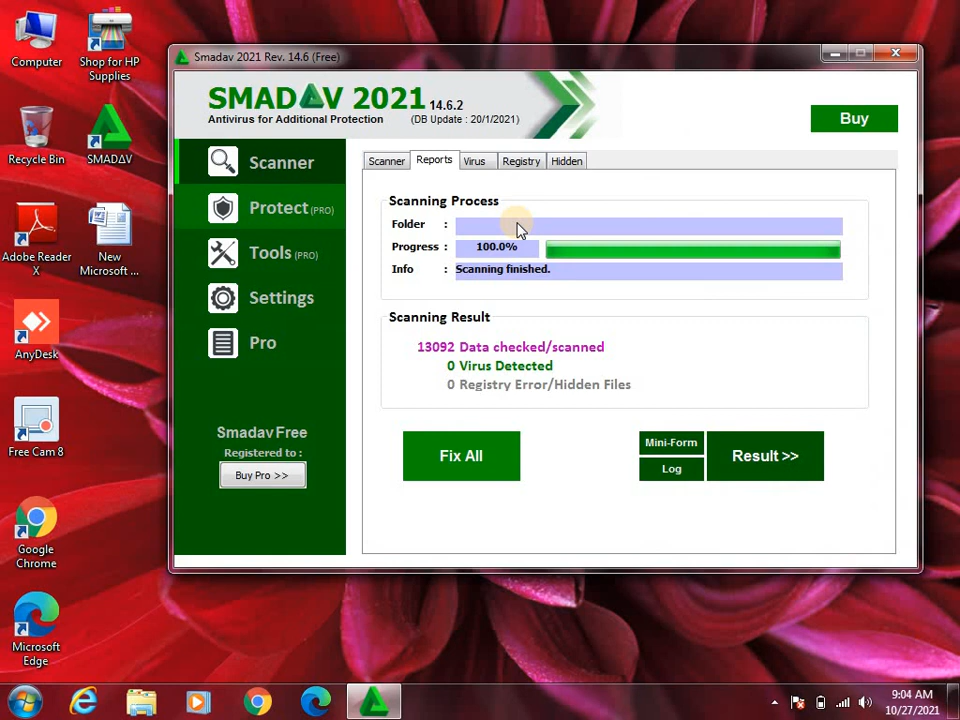 Computer
Shop for HP
Supplies
Recycle Bin
SMADΔV
Adobe Reader
X
New
Microsoft ...
AnyDesk
Free Cam 8
Google
Chrome
Microsoft
Edge
Smadav 2021 Rev. 14.6 (Free)
SMADΔV 2021 14.6.2
Antivirus for Additional Protection (DB Update : 20/1/2021)
Buy
Scanner
Protect (PRO)
Tools (PRO)
Settings
Pro
Smadav Free
Registered to :
Buy Pro >>
Scanner Reports Virus Registry Hidden
Scanning Process
Folder :
Progress : 100.0%
Info : Scanning finished.
Scanning Result
13092 Data checked/scanned
0 Virus Detected
0 Registry Error/Hidden Files
Fix All
Mini-Form
Log
Result >>
9:04 AM
10/27/2021